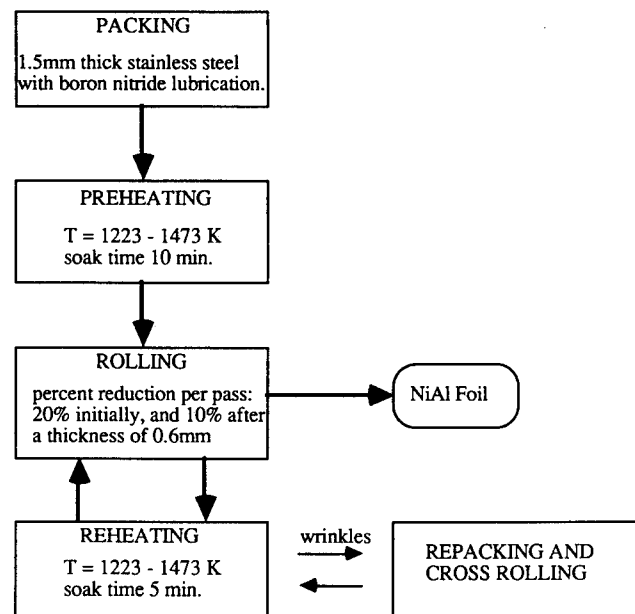 PACKING
1.5mm thick stainless steel
with boron nitride lubrication.
PREHEATING
T = 1223 - 1473 K
soak time 10 min.
ROLLING
percent reduction per pass:
20% initially, and 10% after
a thickness of 0.6mm
NiAl Foil
REHEATING
T = 1223 - 1473 K
soak time 5 min.
wrinkles
REPACKING AND
CROSS ROLLING